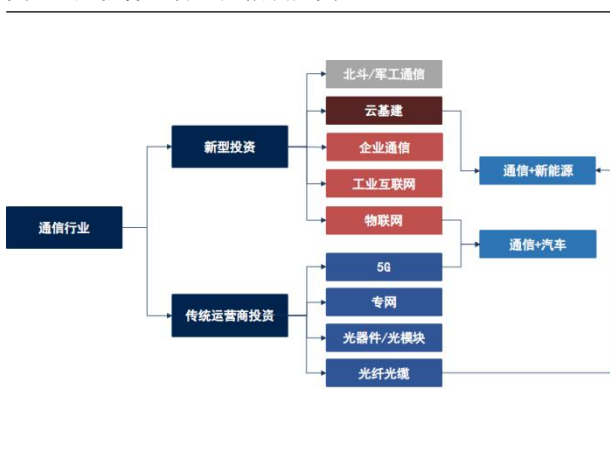 北斗/军工通信
云基建
新型投资
企业通信
通信+新能源
工业互联网
物联网
通信行业
通信+汽车
5G
专网
传统运营商投资
光器件/光模块
光纤光缆